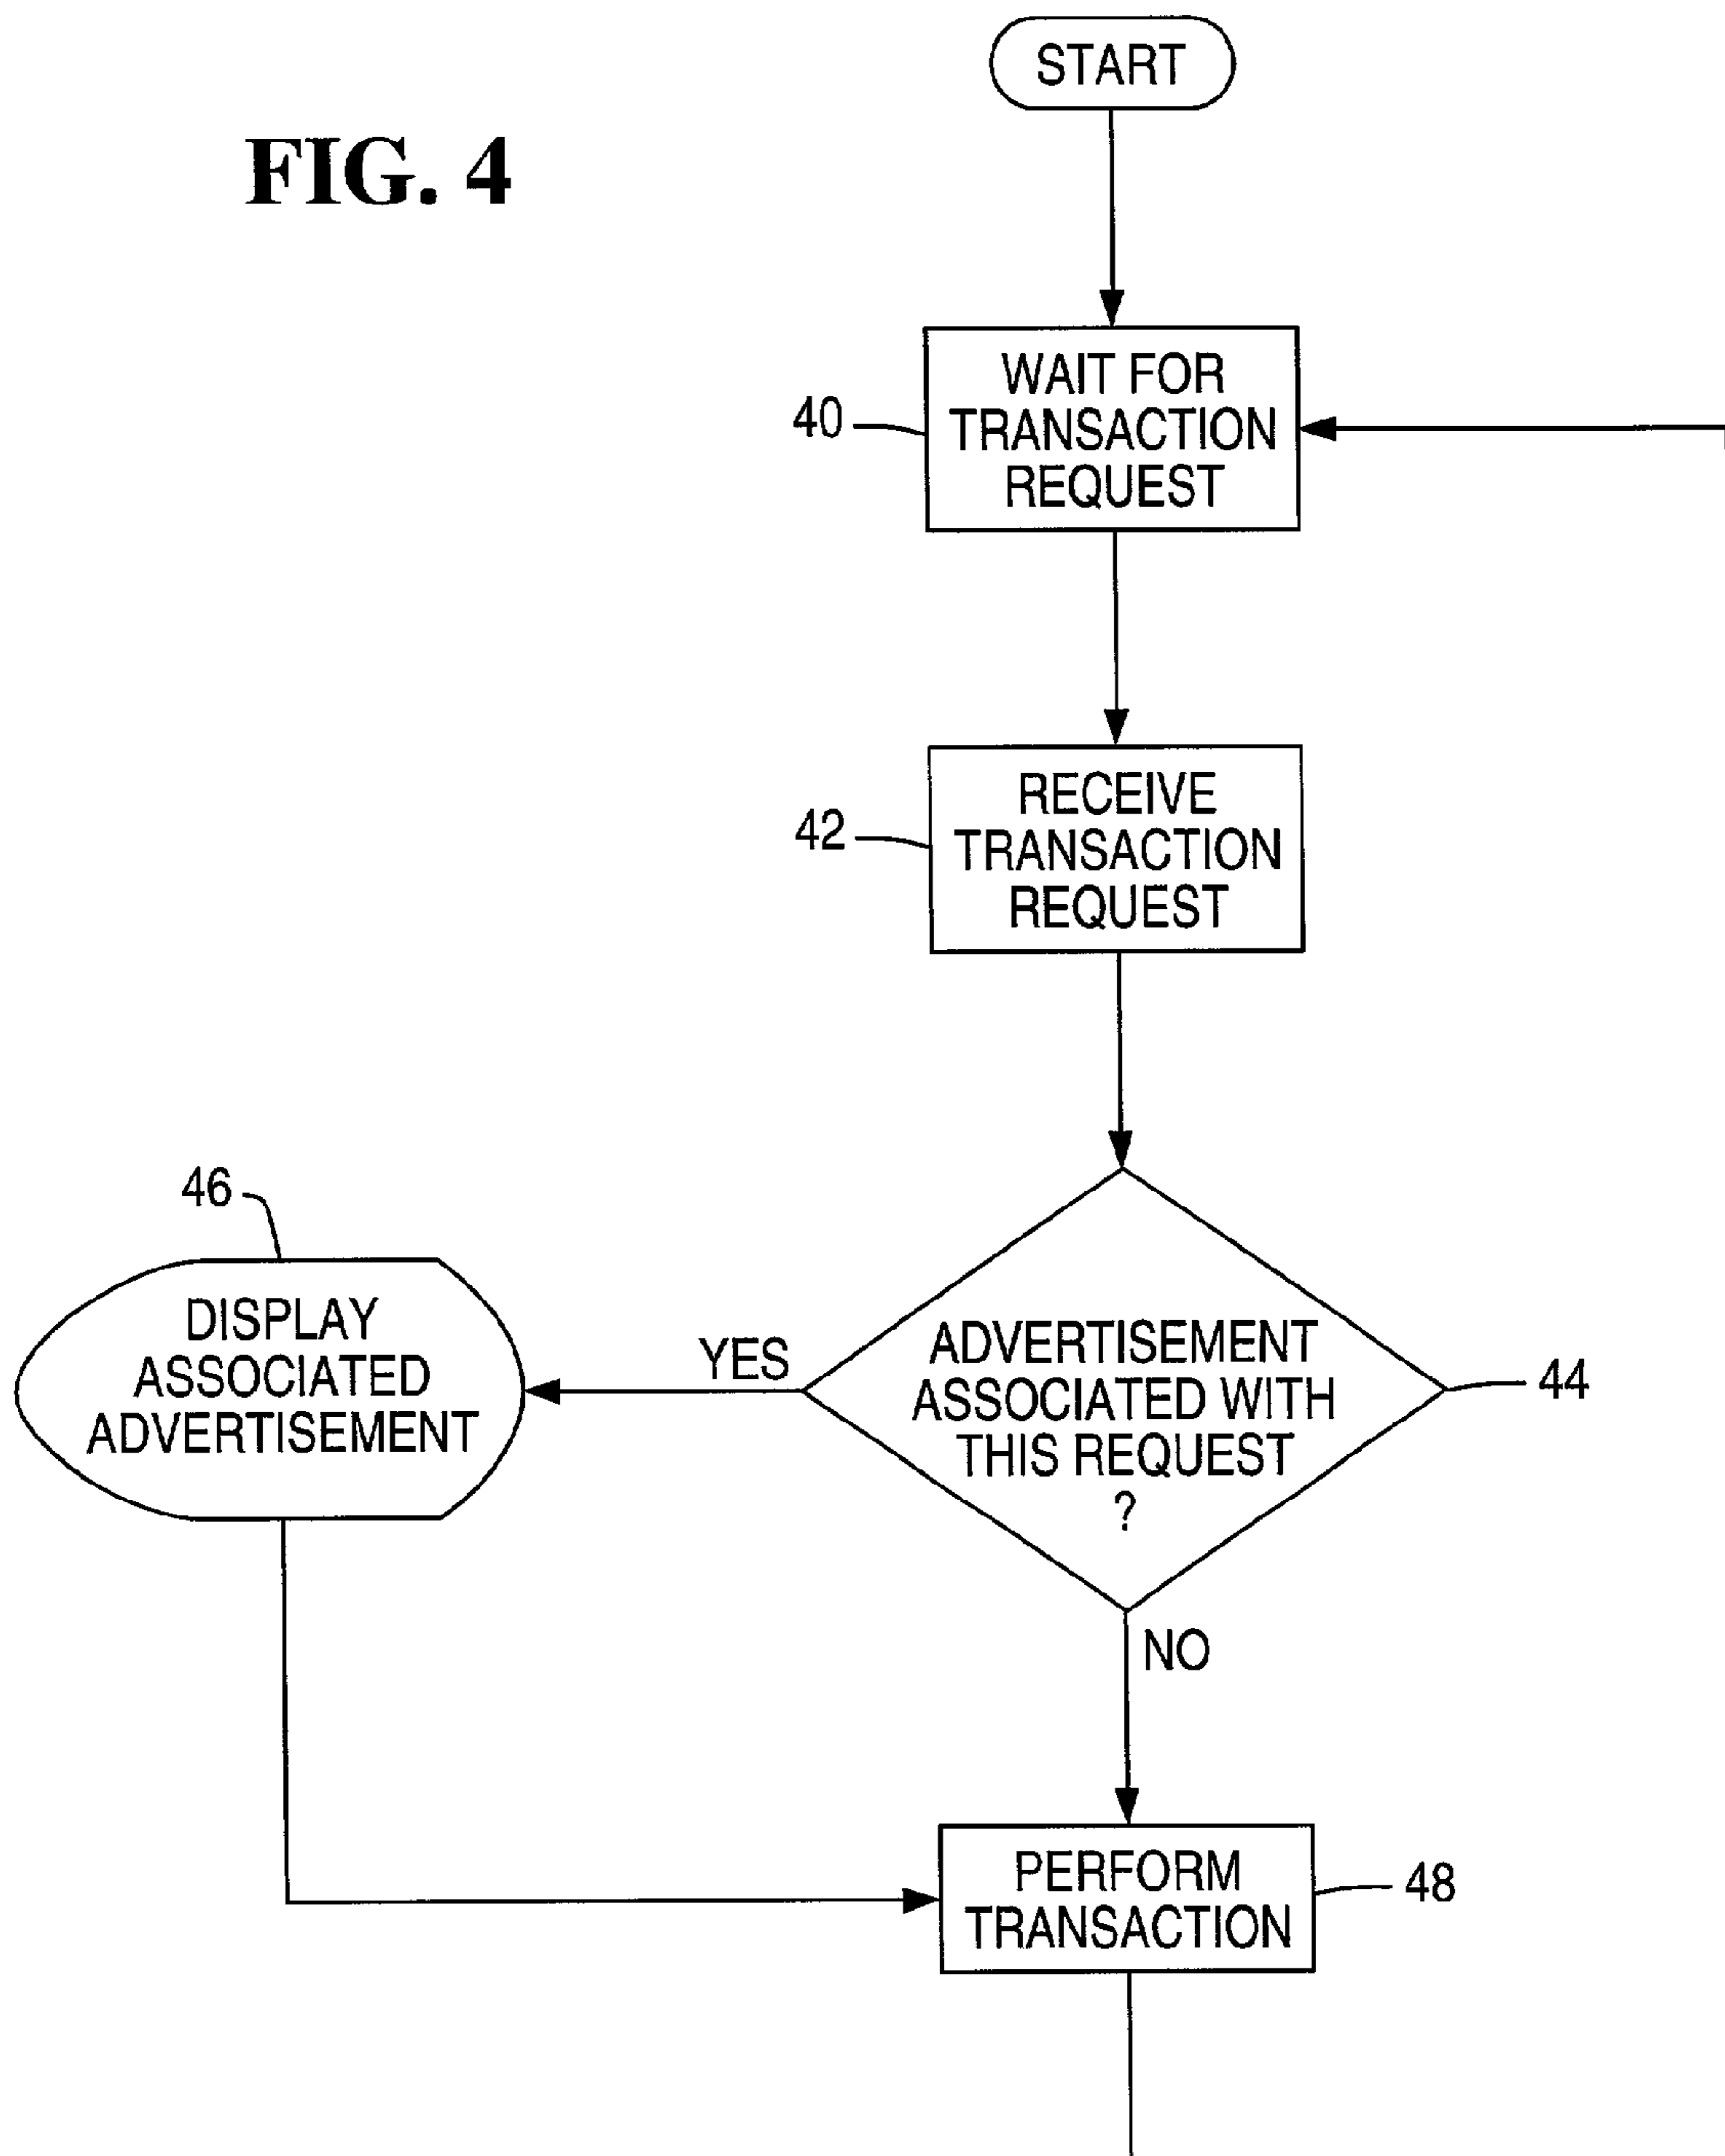 START
FIG. 4
WAIT FOR
TRANSACTION
REQUEST
40
RECEIVE
TRANSACTION
REQUEST
42
46
DISPLAY
ASSOCIATED
ADVERTISEMENT
YES
ADVERTISEMENT
ASSOCIATED WITH
THIS REQUEST
?
44
NO
PERFORM
TRANSACTION
48